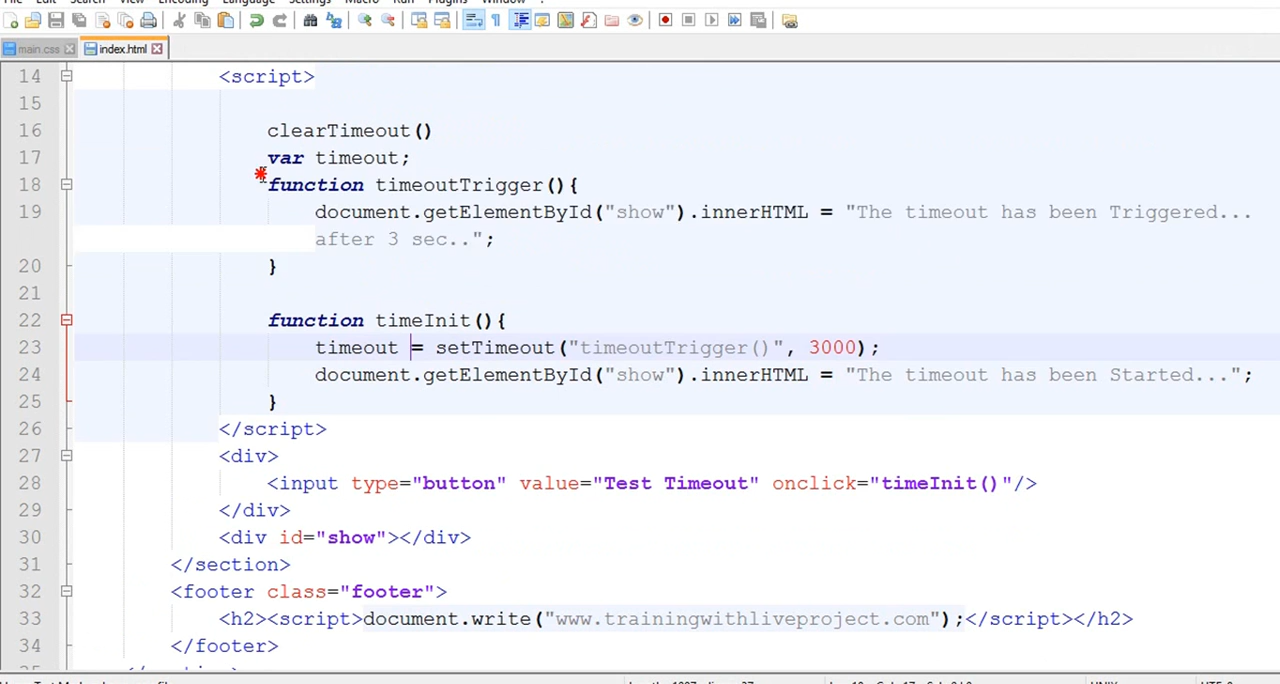 Settings
Macro
Run
main.css
index.html
14 <script>
15
16 clearTimeout()
17 var timeout;
18 function timeoutTrigger(){
19 document.getElementById("show").innerHTML = "The timeout has been Triggered...
after 3 sec..";
20 }
21
22 function timeInit(){
23 timeout = setTimeout("timeoutTrigger()", 3000);
24 document.getElementById("show").innerHTML = "The timeout has been Started...";
25 }
26 </script>
27 <div>
28 <input type="button" value="Test Timeout" onclick="timeInit()"/>
29 </div>
30 <div id="show"></div>
31 </section>
32 <footer class="footer">
33 <h2><script>document.write("www.trainingwithliveproject.com");</script></h2>
34 </footer>